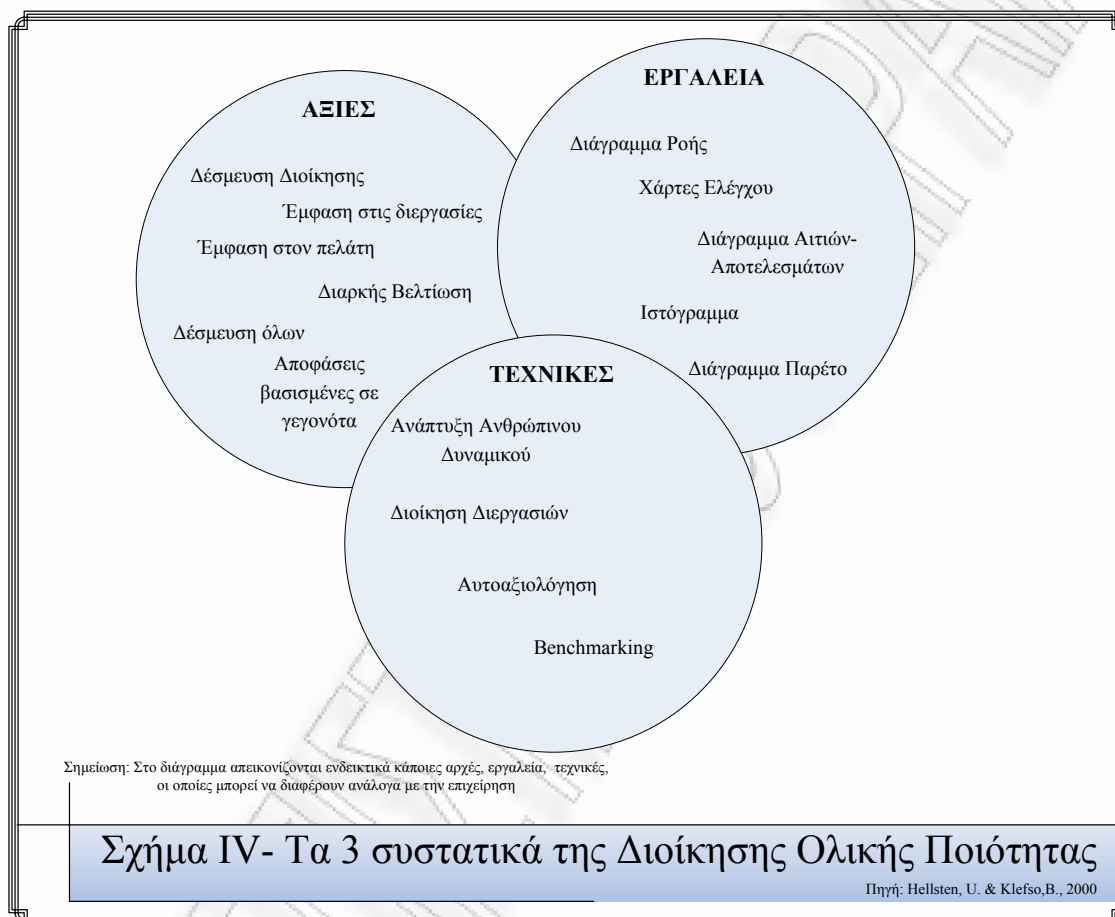 ΑΞΙΕΣ
Δέσμευση Διοίκησης
Έμφαση στις διεργασίες
Έμφαση στον πελάτη
Διαρκής Βελτίωση
Δέσμευση όλων
Αποφάσεις
βασισμένες σε
γεγονότα
ΕΡΓΑΛΕΙΑ
Διάγραμμα Ροής
Χάρτες Ελέγχου
Διάγραμμα Αιτιών-
Αποτελεσμάτων
Ιστόγραμμα
Διάγραμμα Παρέτο
ΤΕΧΝΙΚΕΣ
Ανάπτυξη Ανθρώπινου
Δυναμικού
Διοίκηση Διεργασιών
Αυτοαξιολόγηση
Benchmarking
Σημείωση: Στο διάγραμμα απεικονίζονται ενδεικτικά κάποιες αρχές, εργαλεία, τεχνικές,
οι οποίες μπορεί να διαφέρουν ανάλογα με την επιχείρηση
Σχήμα IV- Τα 3 συστατικά της Διοίκησης Ολικής Ποιότητας
Πηγή: Hellsten, U. & Klefso,B., 2000